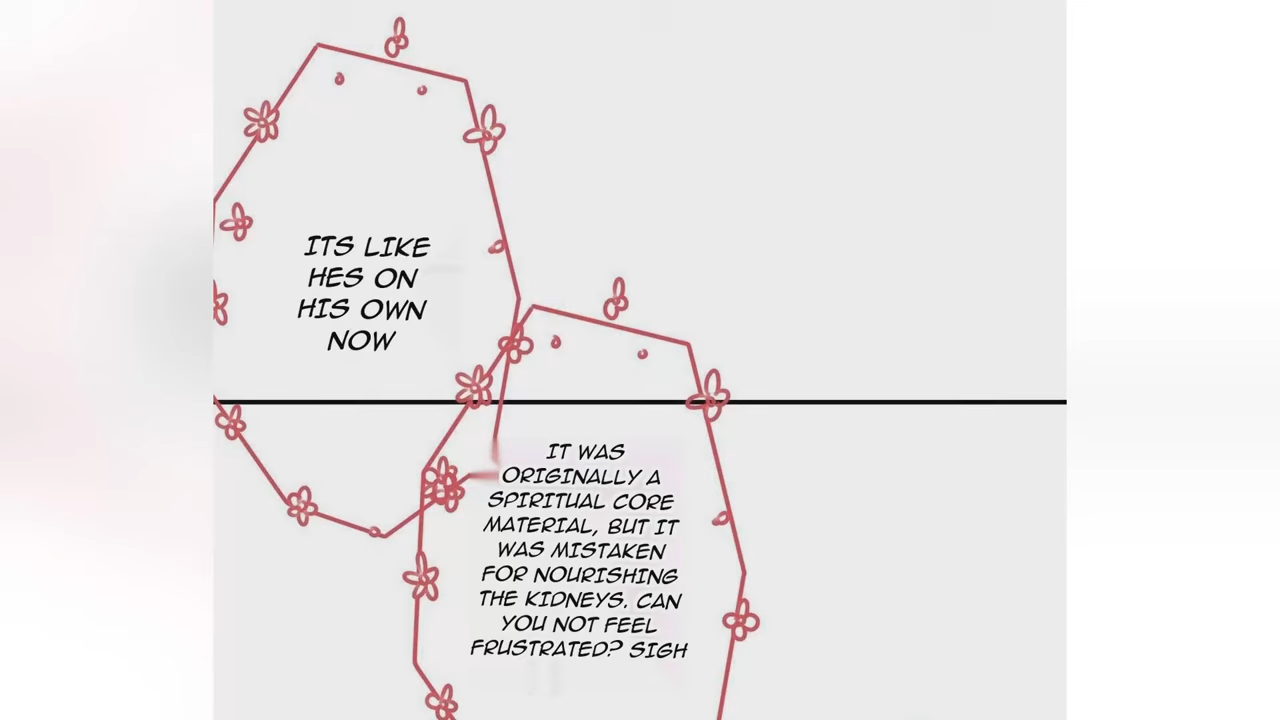 ITS LIKE
HES ON
HIS OWN
NOW
IT WAS
ORIGINALLY A
SPIRITUAL CORE
MATERIAL, BUT IT
WAS MISTAKEN
FOR NOURISHING
THE KIDNEYS. CAN
YOU NOT FEEL
FRUSTRATED? SIGH